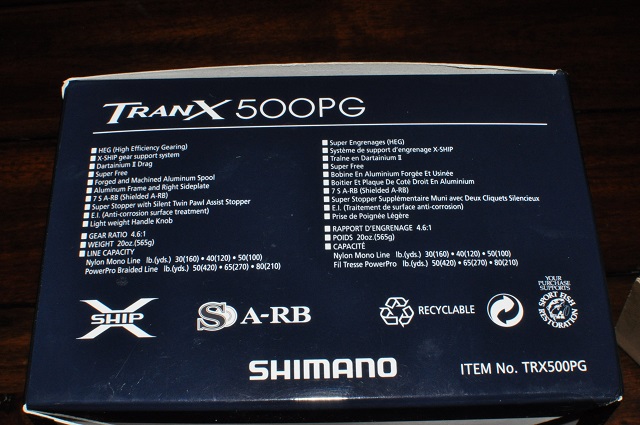 TRANX 500PG
HEG (High Efficiency Gearing)
X-SHIP gear support system
Dartainium II Drag
Super Free
Forged and Machined Aluminum Spool
Aluminum Frame and Right Sideplate
7 S A-RB (Shielded A-RB)
Super Stopper with Silent Twin Pawl Assist Stopper
E.I. (Anti-corrosion surface treatment)
Light weight Handle Knob
GEAR RATIO 4.6:1
WEIGHT 20oz.(565g)
LINE CAPACITY
Nylon Mono Line lb.(yds.) 30(160) • 40(120) • 50(100)
PowerPro Braided Line lb.(yds.) 50(420) • 65(270) • 80(210)
Super Engrenages (HEG)
Système de support d'engrenage X-SHIP
Traîne en Dartainium II
Super Free
Bobine En Aluminium Forgée Et Usinée
Boitier Et Plaque De Coté Droit En Aluminium
7 S A-RB (Shielded A-RB)
Super Stopper Supplémentaire Muni avec Deux Cliquets Silencieux
E.I. (Traitement de surface anti-corrosion)
Prise de Poignée Légère
RAPPORT D'ENGRENAGE 4.6:1
POIDS 20oz.(565g)
CAPACITÉ
Nylon Mono Line lb.(yds.) 30(160) • 40(120) • 50(100)
Fil Tresse PowerPro lb.(yds.) 50(420) • 65(270) • 80(210)
X SHIP
S A-RB
RECYCLABLE
YOUR
PURCHASE
SUPPORTS
SPORT FISH
RESTORATION
SHIMANO
ITEM No. TRX500PG